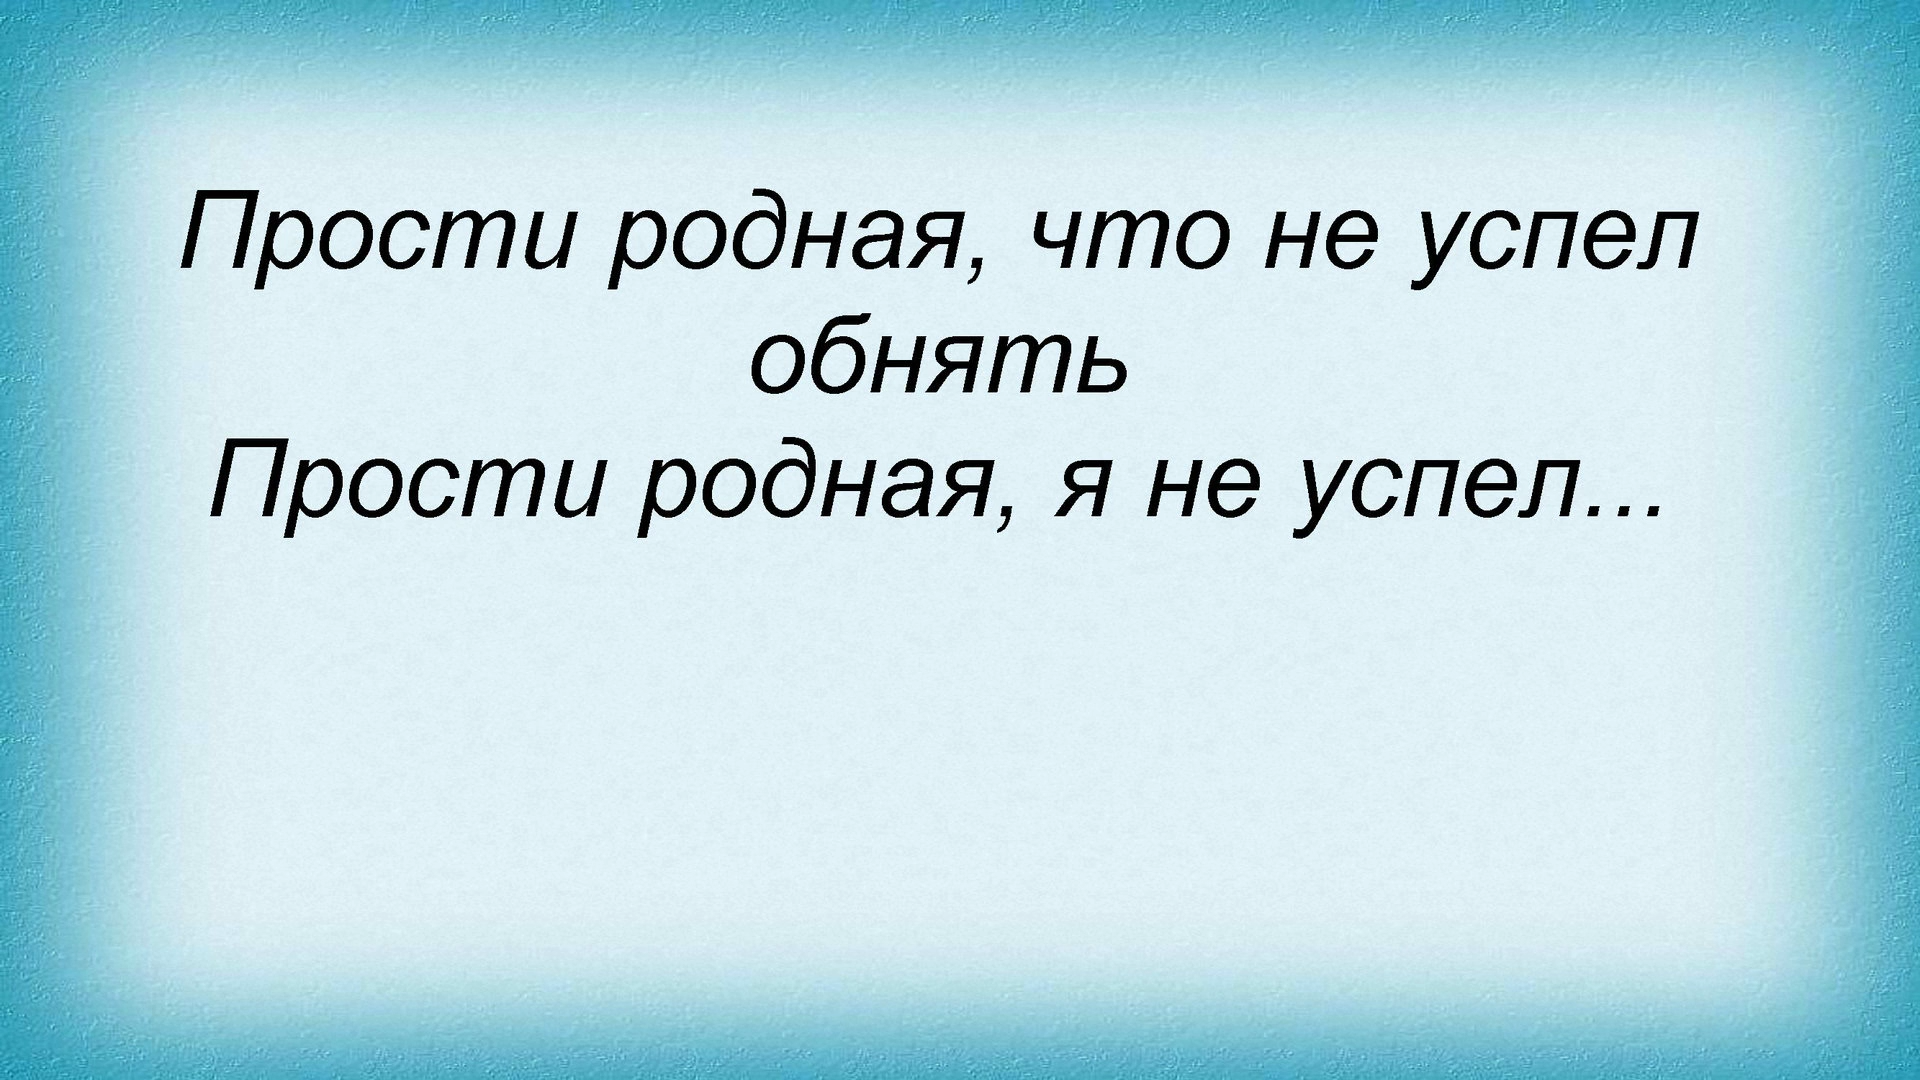 Прости родная, что не успел
обнять
Прости родная, я не успел...